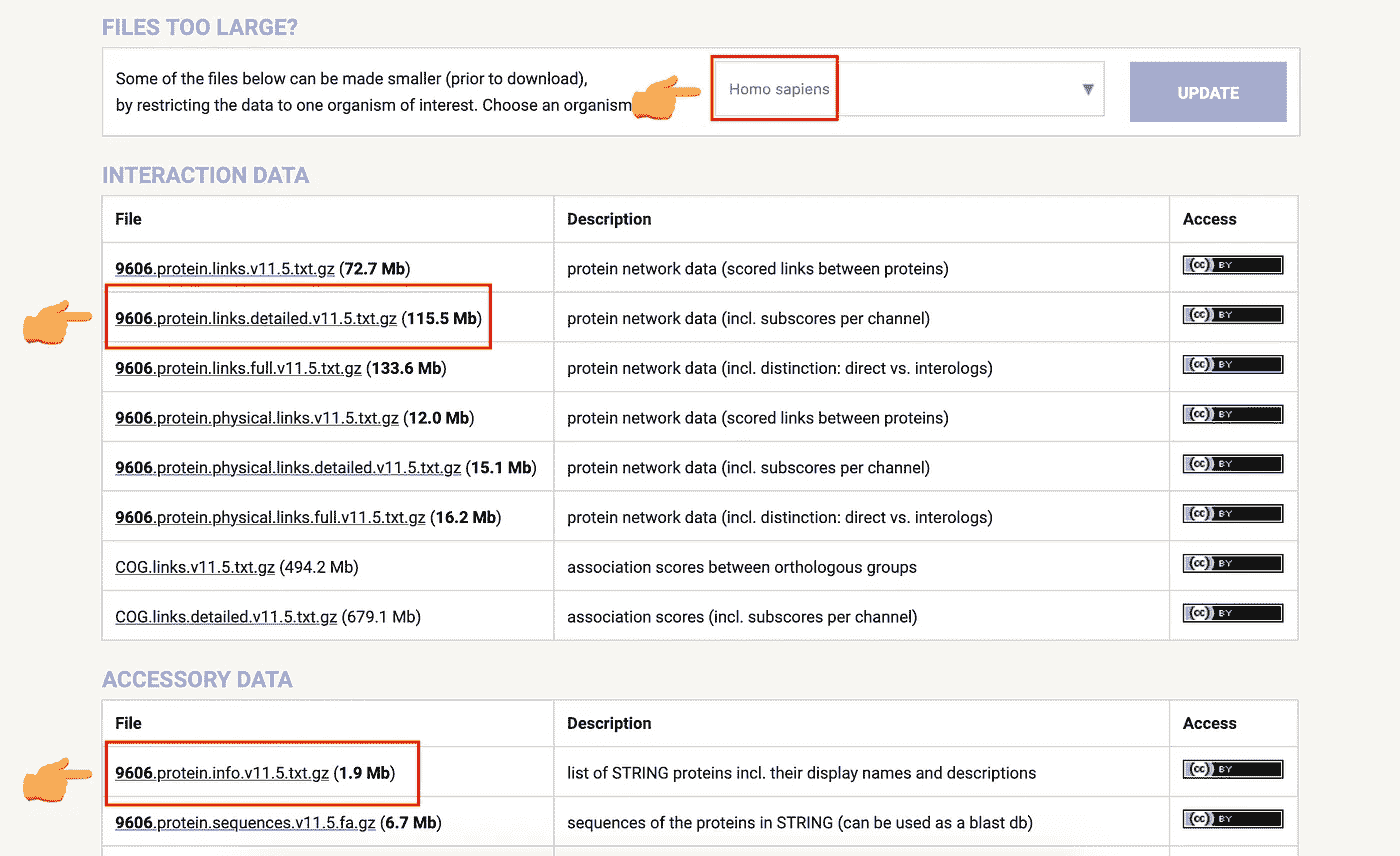 FILES TOO LARGE?
Some of the files below can be made smaller (prior to download),
by restricting the data to one organism of interest. Choose an organism
Homo sapiens
UPDATE
INTERACTION DATA
File Description Access
9606.protein.links.v11.5.txt.gz (72.7 Mb) protein network data (scored links between proteins) (cc) BY
9606.protein.links.detailed.v11.5.txt.gz (115.5 Mb) protein network data (incl. subscores per channel) (cc) BY
9606.protein.links.full.v11.5.txt.gz (133.6 Mb) protein network data (incl. distinction: direct vs. interologs) (cc) BY
9606.protein.physical.links.v11.5.txt.gz (12.0 Mb) protein network data (scored links between proteins) (cc) BY
9606.protein.physical.links.detailed.v11.5.txt.gz (15.1 Mb) protein network data (incl. subscores per channel) (cc) BY
9606.protein.physical.links.full.v11.5.txt.gz (16.2 Mb) protein network data (incl. distinction: direct vs. interologs) (cc) BY
COG.links.v11.5.txt.gz (494.2 Mb) association scores between orthologous groups (cc) BY
COG.links.detailed.v11.5.txt.gz (679.1 Mb) association scores (incl. subscores per channel) (cc) BY
ACCESSORY DATA
File Description Access
9606.protein.info.v11.5.txt.gz (1.9 Mb) list of STRING proteins incl. their display names and descriptions (cc) BY
9606.protein.sequences.v11.5.fa.gz (6.7 Mb) sequences of the proteins in STRING (can be used as a blast db) (cc) BY